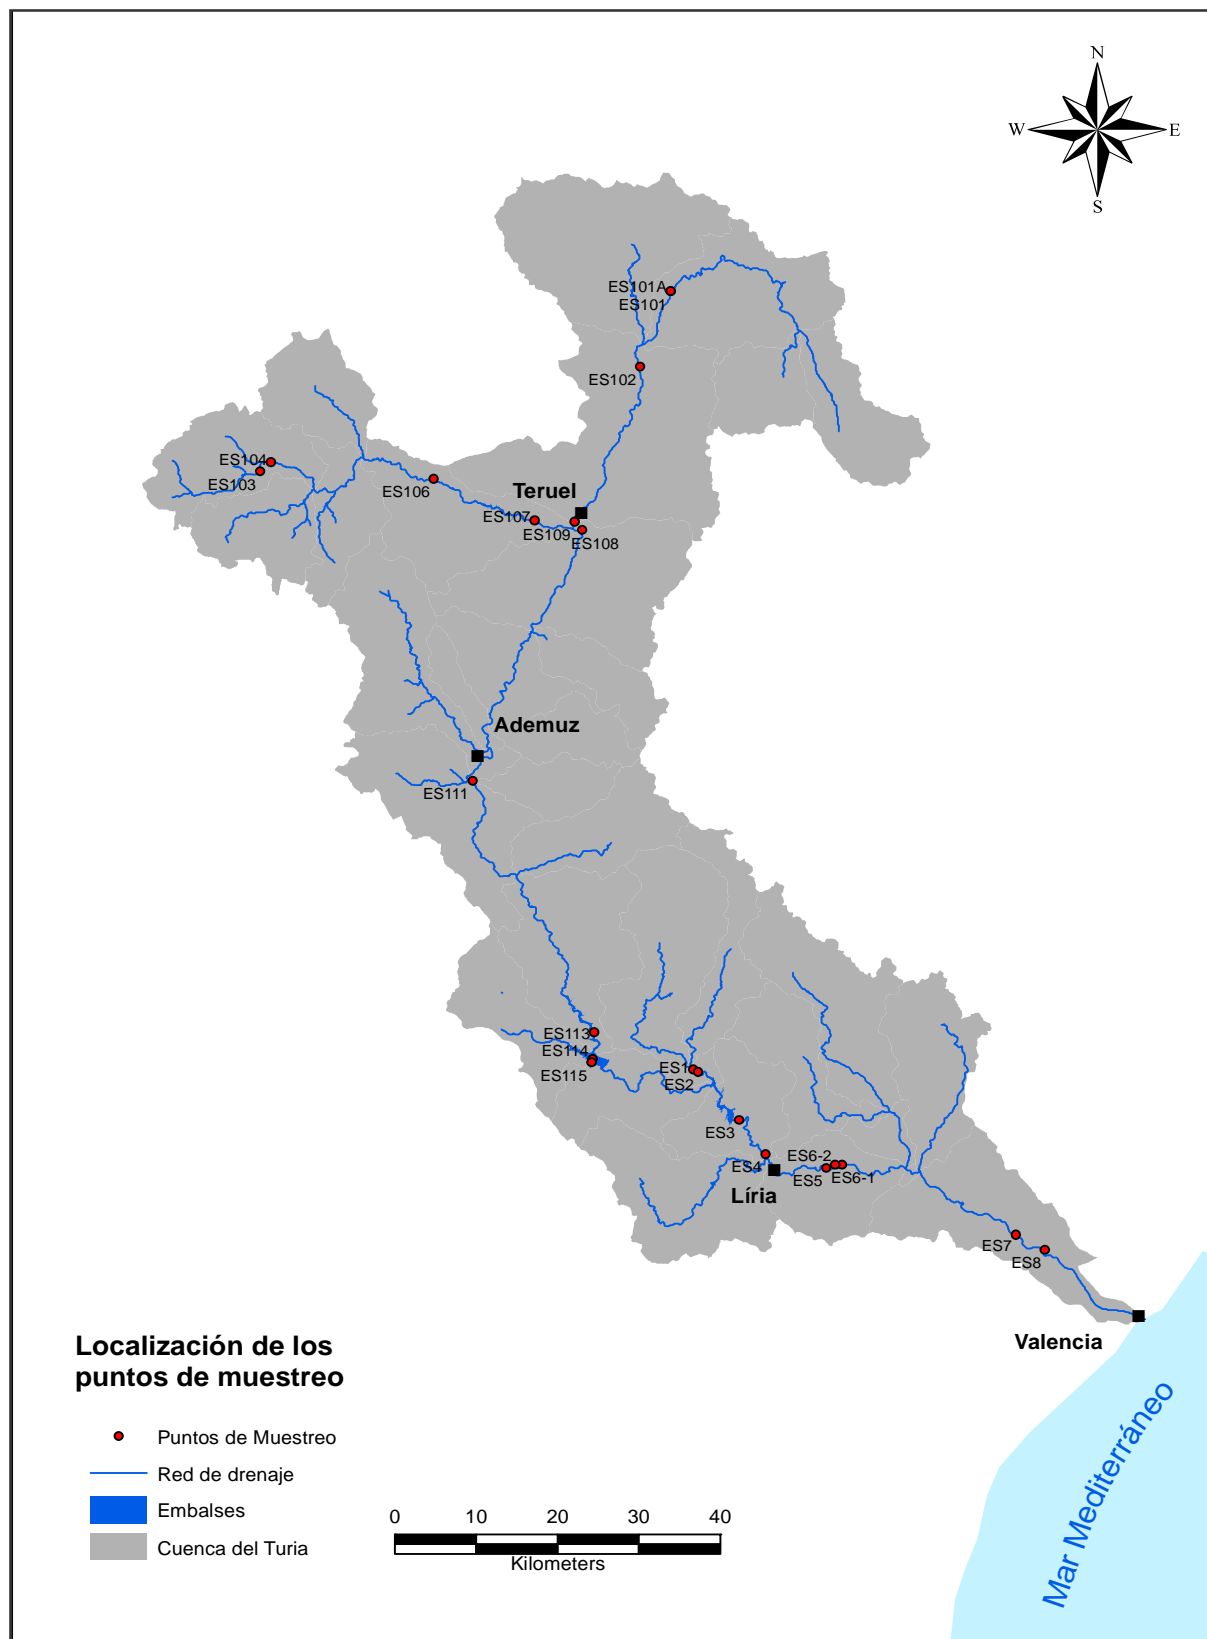 N
W
E
S
ES101A
ES101
ES102
ES104
ES103
ES106
Teruel
ES107
ES109
ES108
Ademuz
ES111
ES113
ES114
ES115
ES1
ES2
ES3
ES4
ES6-2
ES5
ES6-1
Líria
ES7
ES8
Valencia
Localización de los
puntos de muestreo
Puntos de Muestreo
Red de drenaje
Embalses
Cuenca del Turia
0 10 20 30 40
Kilometers
Mar Mediterráneo